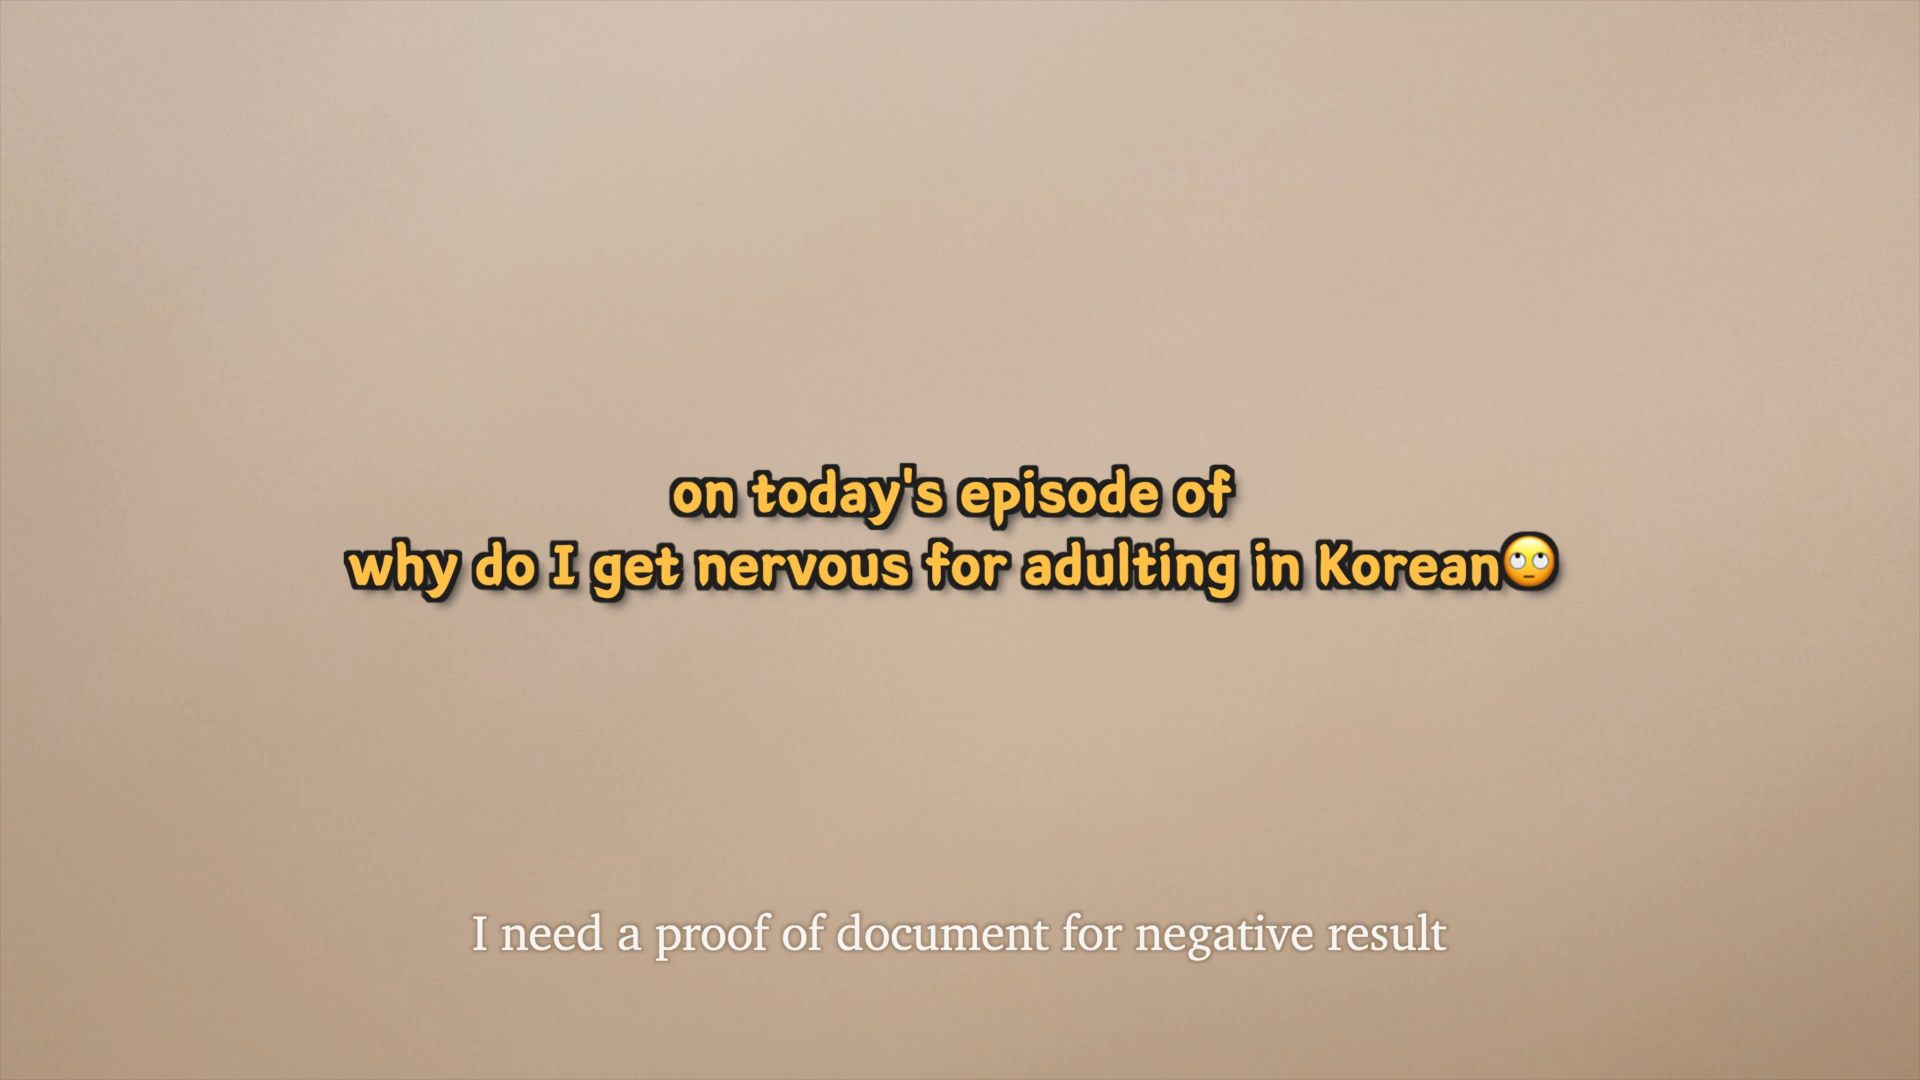 on today's episode of
why do I get nervous for adulting in Korean🙄
I need a proof of document for negative result